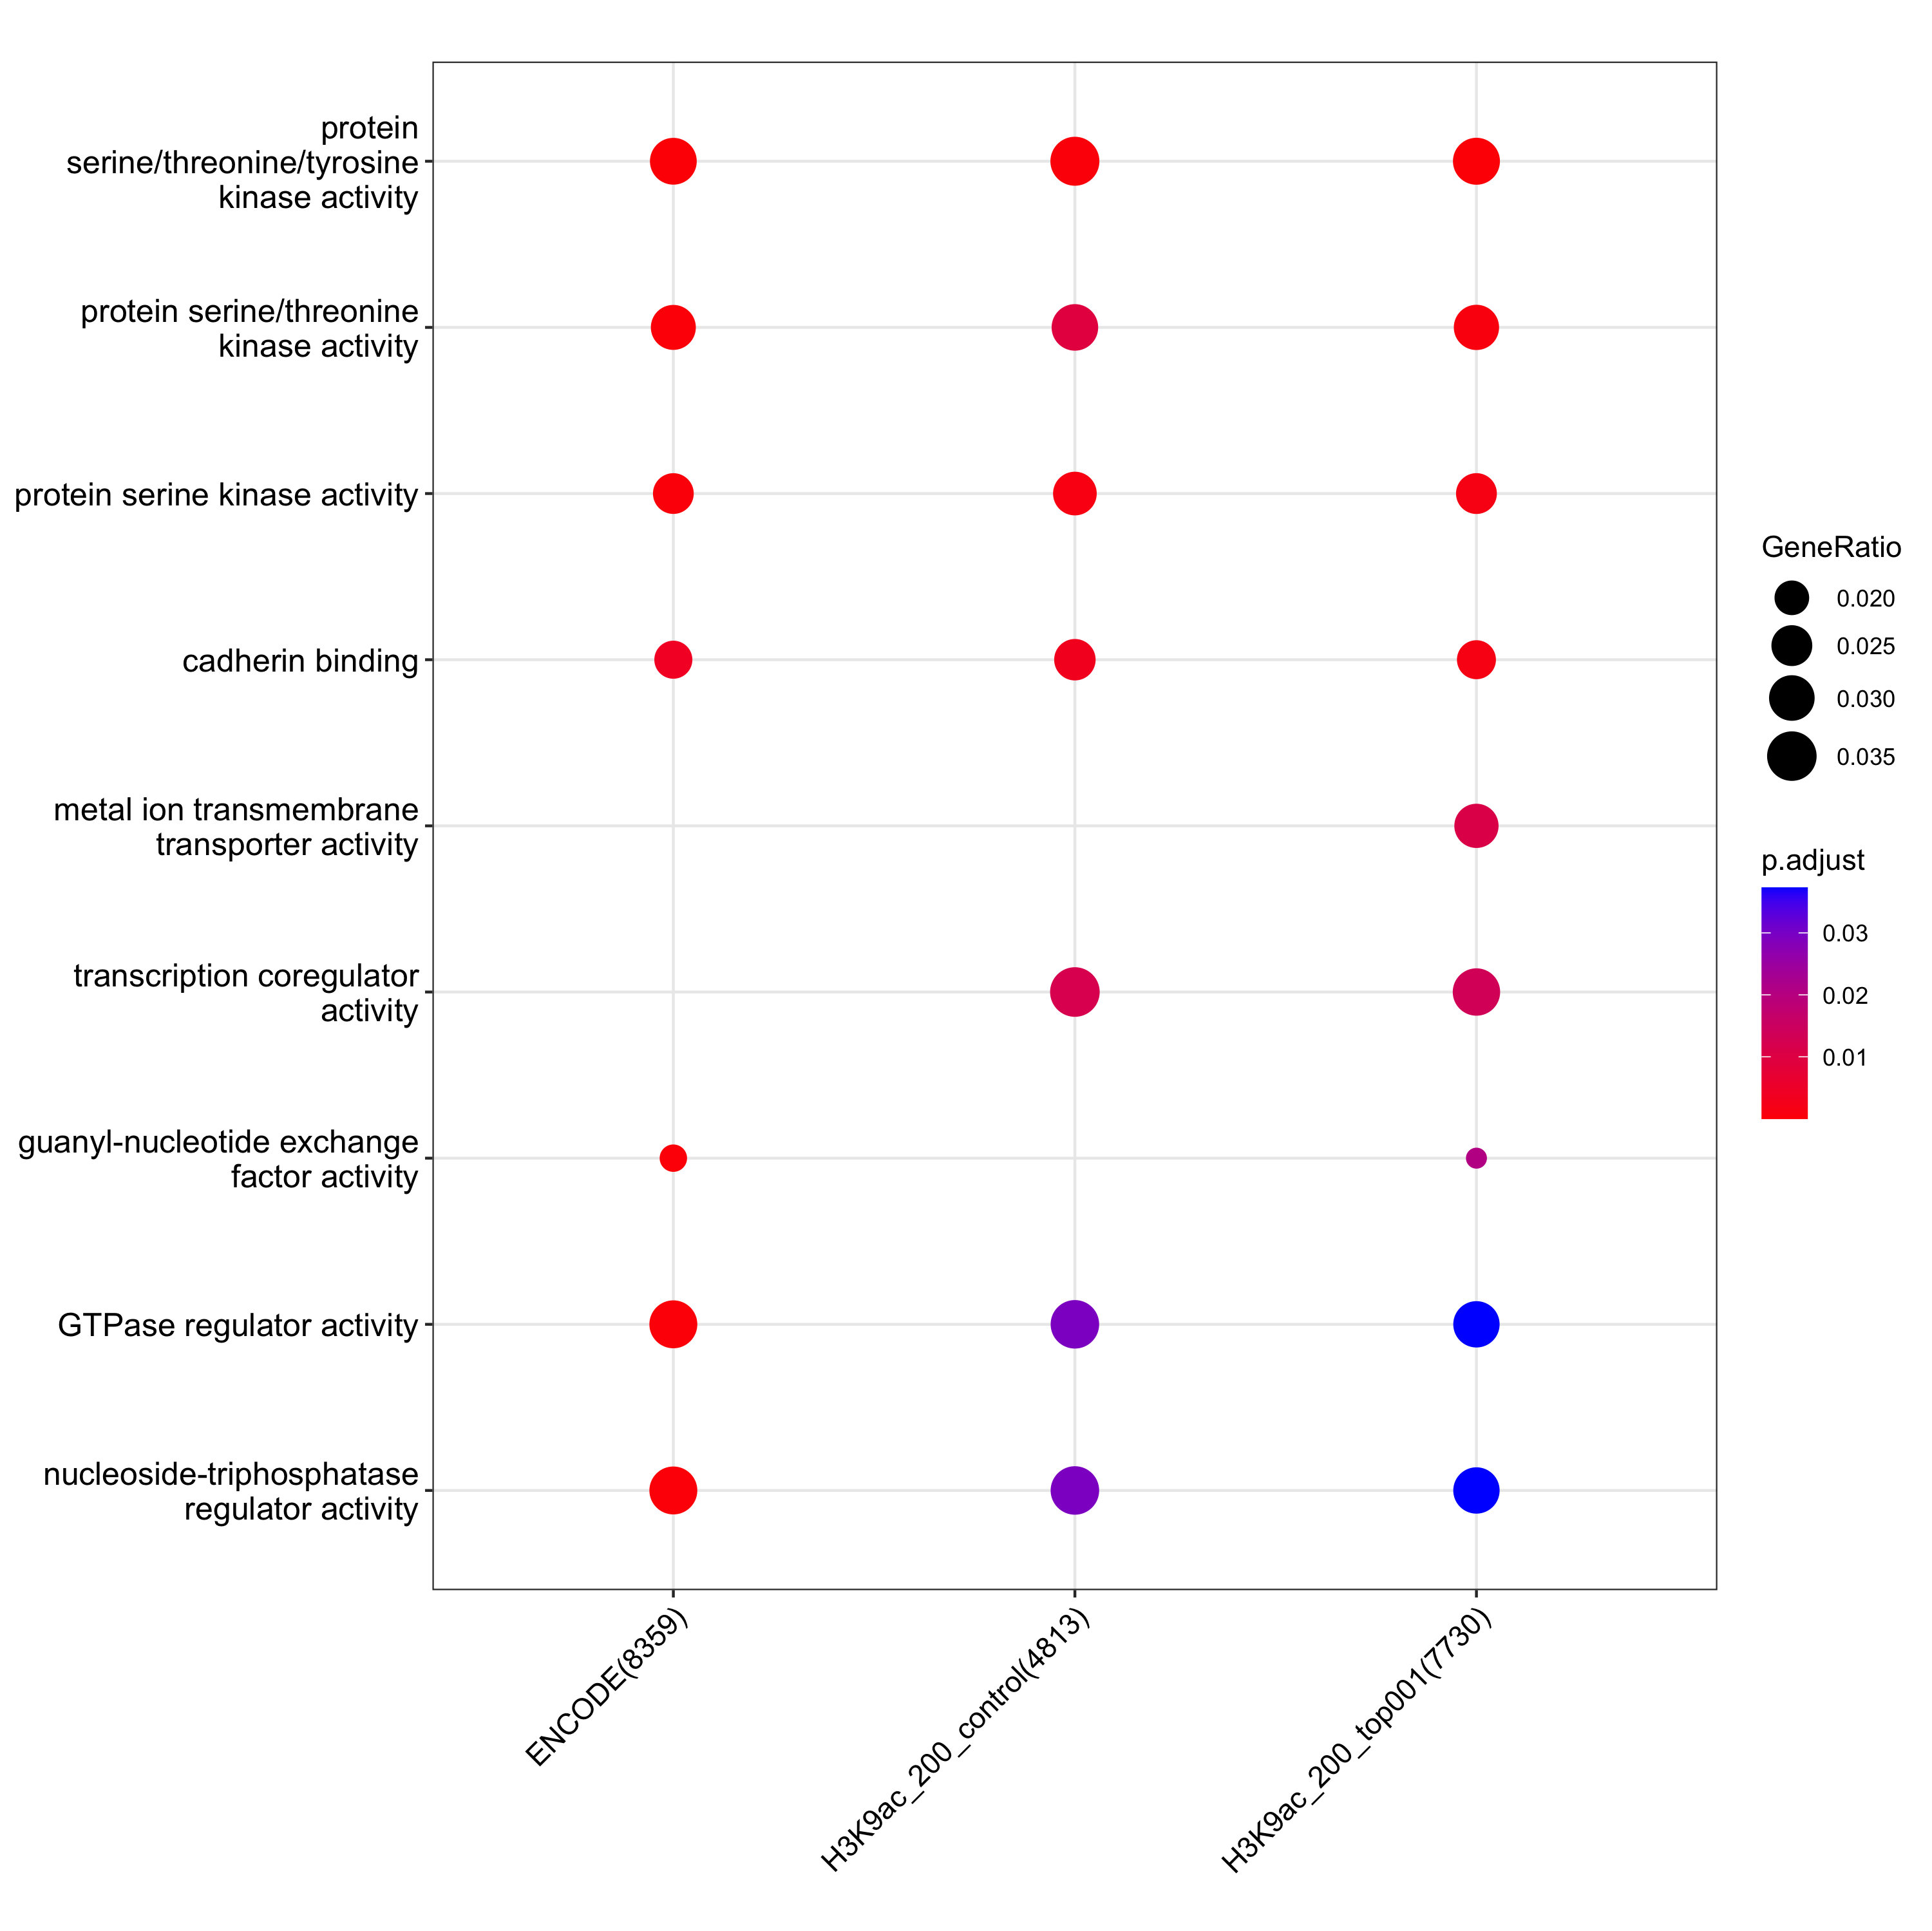 protein
serine/threonine/tyrosine
kinase activity
protein serine/threonine
kinase activity
protein serine kinase activity
cadherin binding
metal ion transmembrane
transporter activity
transcription coregulator
activity
guanyl-nucleotide exchange
factor activity
GTPase regulator activity
nucleoside-triphosphatase
regulator activity
ENCODE(8359)
H3K9ac_200_control(4813)
H3K9ac_200_top001(7730)
GeneRatio
0.020
0.025
0.030
0.035
p.adjust
0.03
0.02
0.01